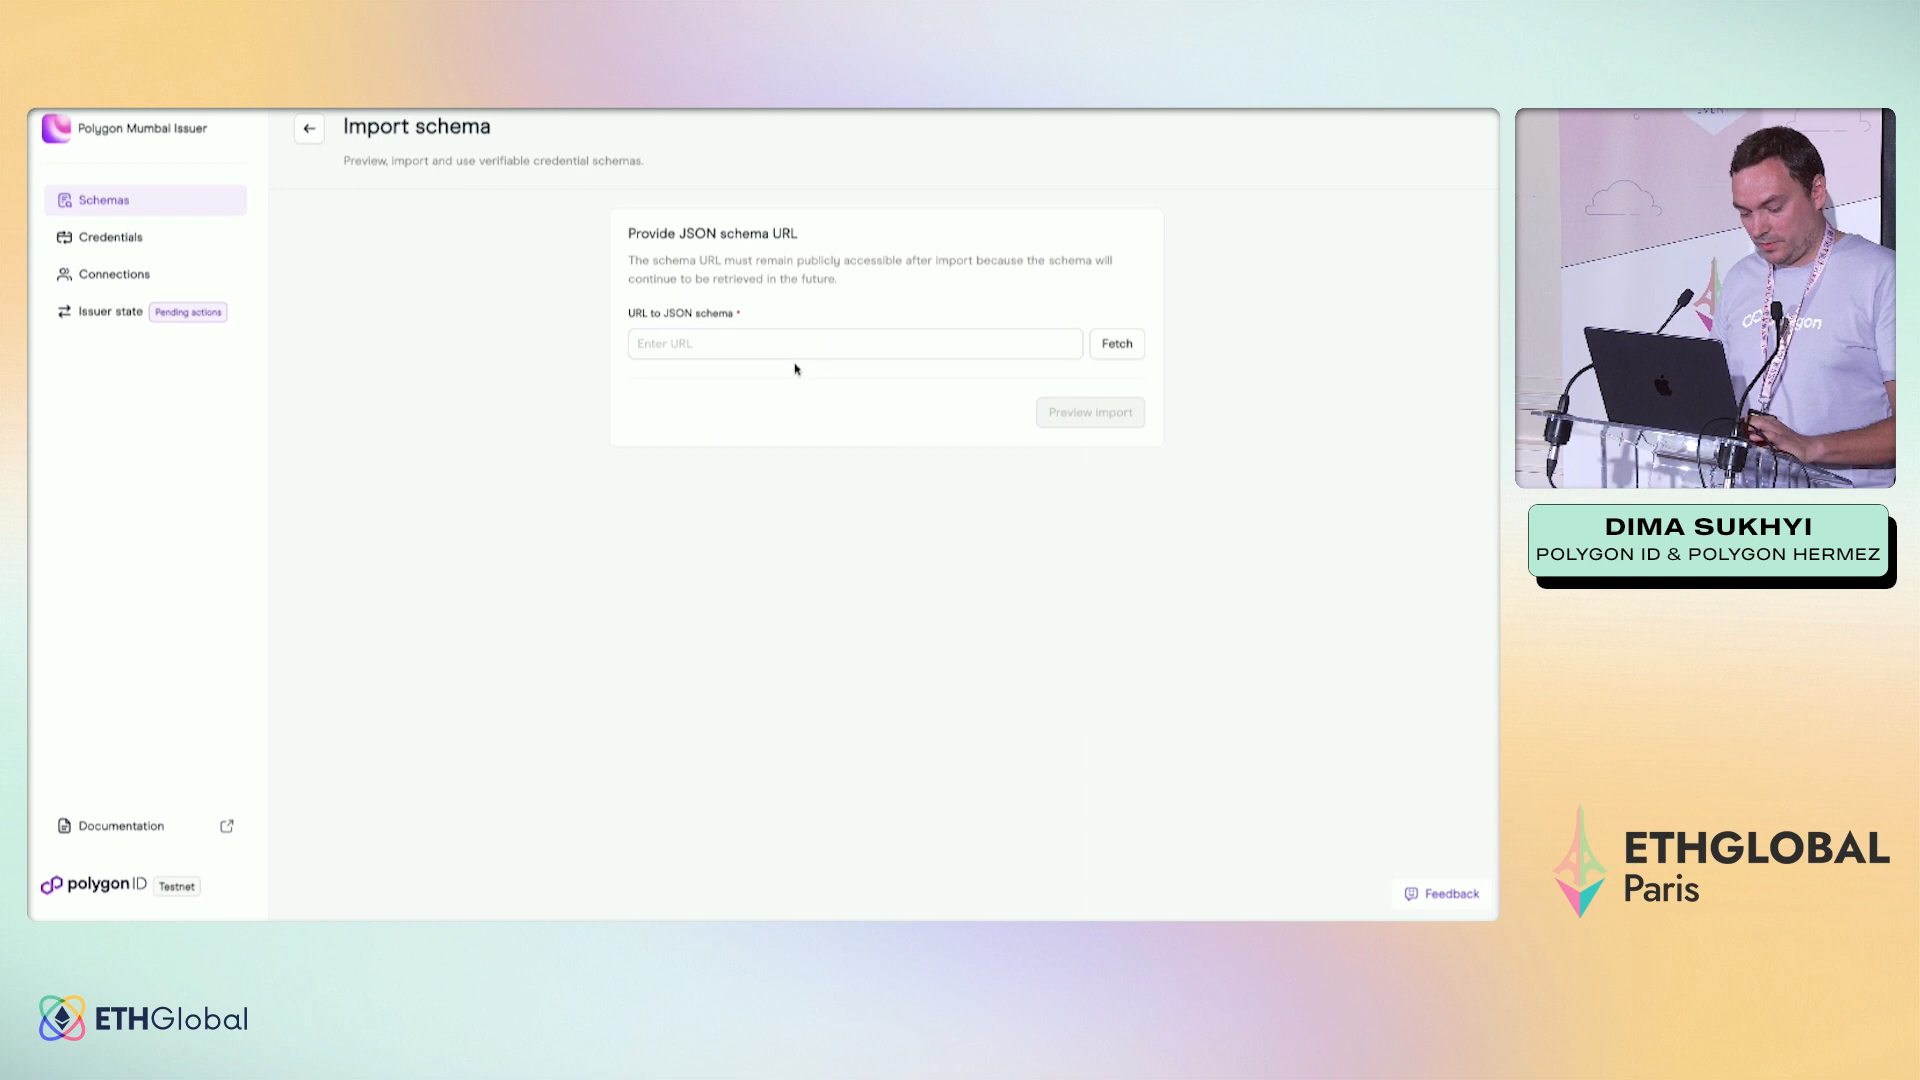 Polygon Mumbai Issuer
Schemas
Credentials
Connections
Issuer state
Pending actions
Documentation
polygon ID
Testnet
Import schema
Preview, import and use verifiable credential schemas.
Provide JSON schema URL
The schema URL must remain publicly accessible after import because the schema will
continue to be retrieved in the future.
URL to JSON schema *
Enter URL
Fetch
Preview import
Feedback
DIMA SUKHYI
POLYGON ID & POLYGON HERMEZ
ETHGLOBAL
Paris
ETHGlobal